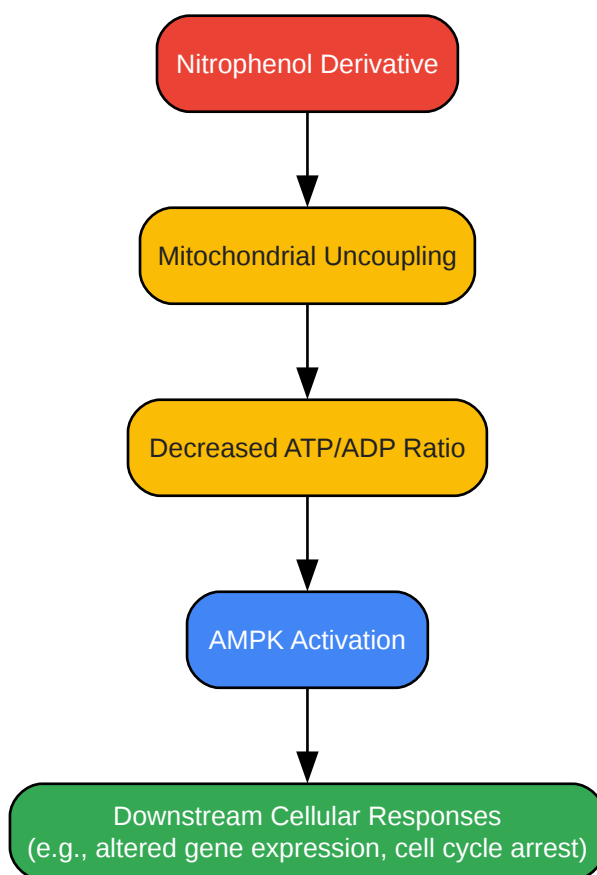 Nitrophenol Derivative
Mitochondrial Uncoupling
Decreased ATP/ADP Ratio
AMPK Activation
Downstream Cellular Responses
(e.g., altered gene expression, cell cycle arrest)